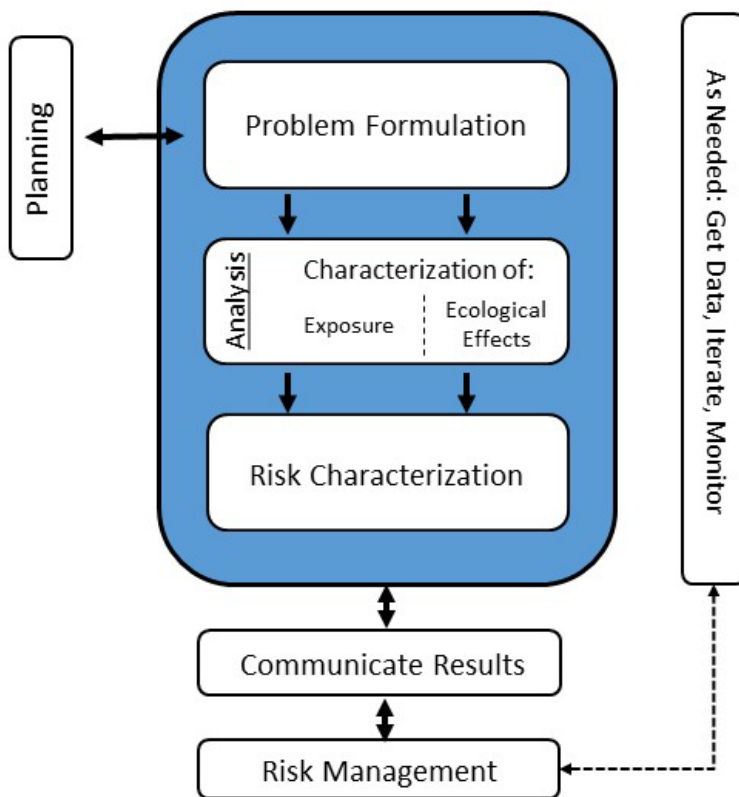 Planning
Problem Formulation
Analysis
Characterization of:
Exposure
Ecological
Effects
Risk Characterization
As Needed: Get Data, Iterate, Monitor
Communicate Results
Risk Management